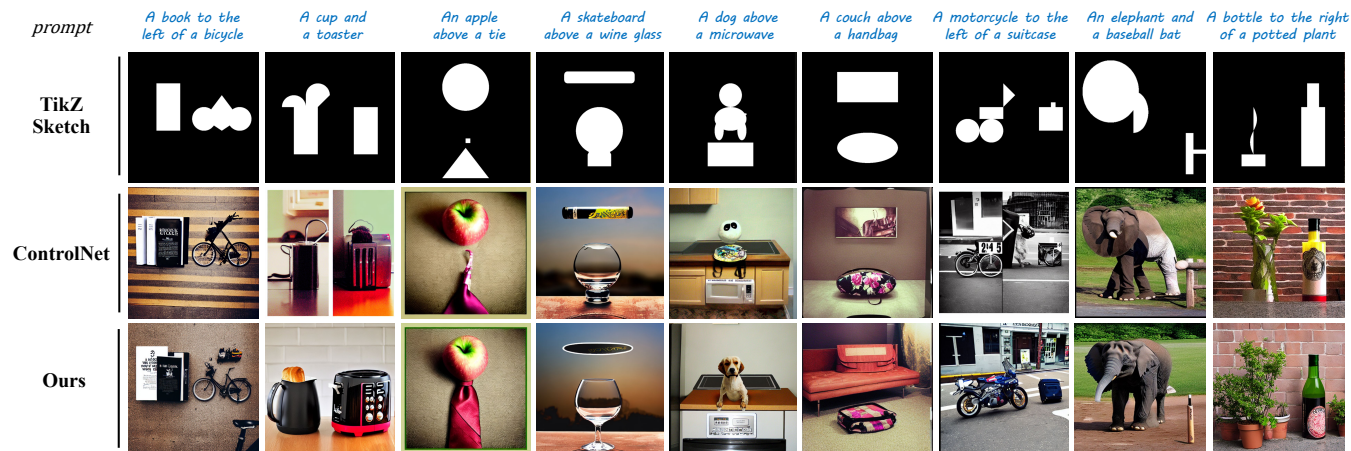 prompt
A book to the
left of a bicycle
A cup and
a toaster
An apple
above a tie
A skateboard
above a wine glass
A dog above
a microwave
A couch above
a handbag
A motorcycle to the
left of a suitcase
An elephant and
a baseball bat
A bottle to the right
of a potted plant
TikZ
Sketch
ControlNet
Ours